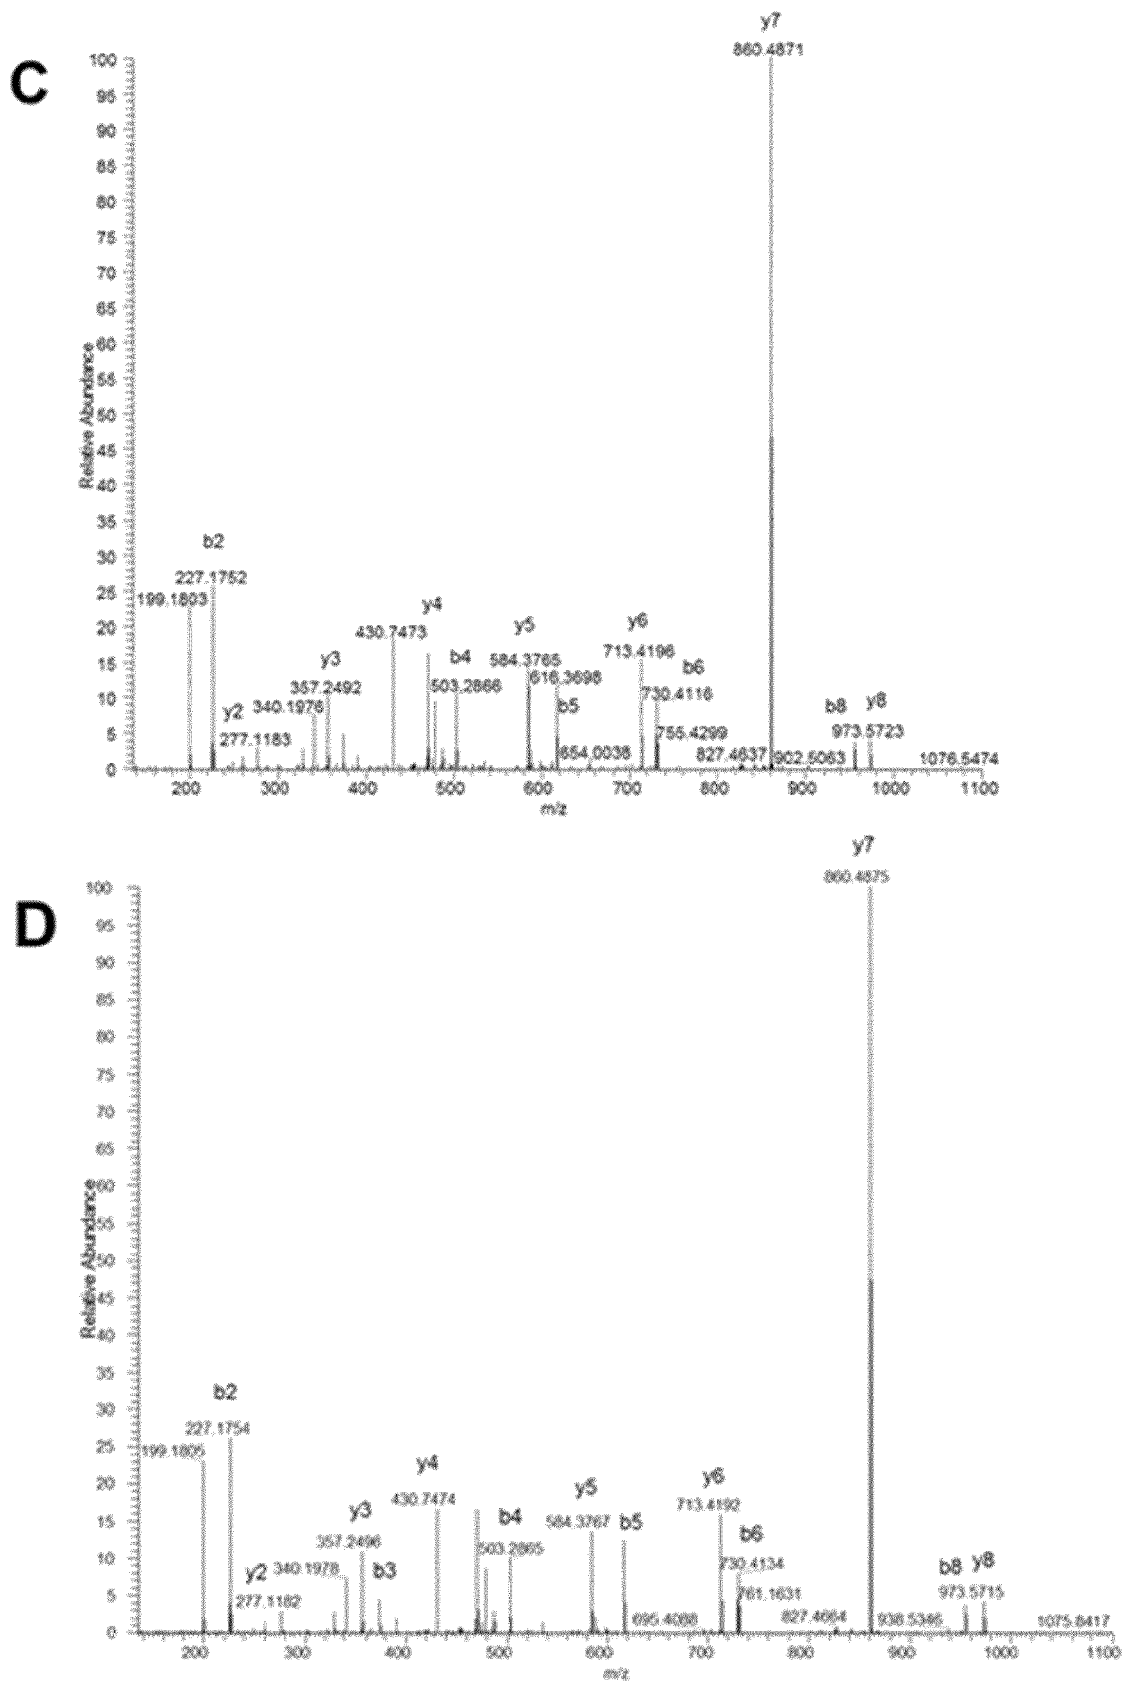 C
y7
860.4871
100
95
90
85
80
75
70
65
60
55
50
45
40
35
30
25
20
15
10
5
0
Relative Abundance
b2
227.1752
199.1803
y2
277.1183
340.1976
y3
357.2492
430.7473
y4
b4
503.2866
y5
584.3765
616.3698
b5
654.0038
y6
713.4196
b6
730.4116
755.4299
827.4637
902.5063
b8
y8
973.5723
1076.5474
200 300 400 500 600 700 800 900 1000 1100
m/z
D
y7
860.4875
100
95
90
85
80
75
70
65
60
55
50
45
40
35
30
25
20
15
10
5
0
Relative Abundance
b2
227.1754
199.1805
y2
277.1182
340.1978
y3
357.2496
b3
y4
430.7474
b4
503.2865
y5
584.3767
b5
695.4088
y6
713.4192
b6
730.4134
761.1631
827.4664
938.5346
b8 y8
973.5715
1075.8417
200 300 400 500 600 700 800 900 1000 1100
m/z